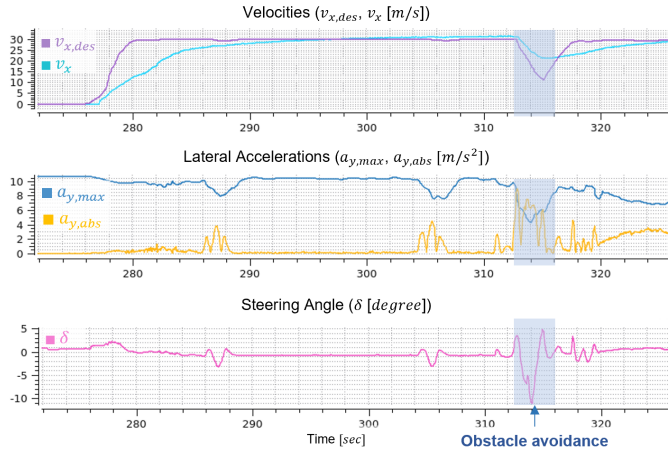 Velocities (v_{x,des}, v_x [m/s])
30
25
20
15
10
5
0
v_{x,des}
v_x
280 290 300 310 320
Lateral Accelerations (a_{y,max}, a_{y,abs} [m/s²])
10
8
6
4
2
0
a_{y,max}
a_{y,abs}
280 290 300 310 320
Steering Angle (δ [degree])
5
0
-5
-10
δ
280 290 300 310 320
Time [sec]
Obstacle avoidance